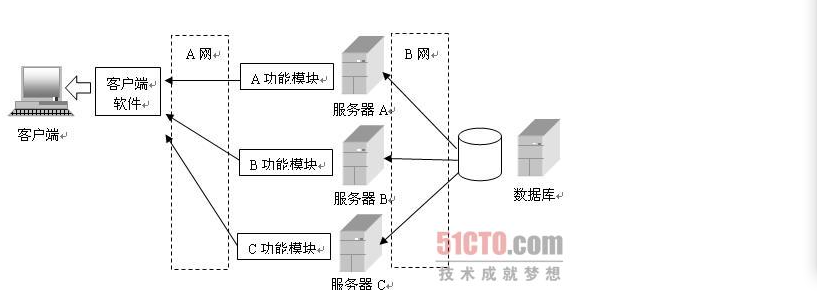 A 网
B 网
客户端
软件
A 功能模块
服务器 A
客户端
B 功能模块
服务器 B
数据库
C 功能模块
服务器 C
51CTO.com
技术成就梦想